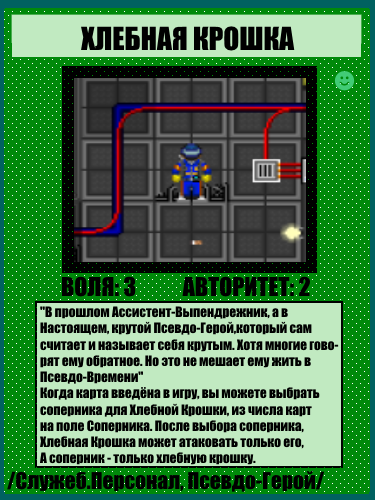 ХЛЕБНАЯ КРОШКА
ВОЛЯ: 3 АВТОРИТЕТ: 2
"В прошлом Ассистент-Выпендрежник, а в
Настоящем, крутой Псевдо-Герой,который сам
считает и называет себя крутым. Хотя многие гово-
рят ему обратное. Но это не мешает ему жить в
Псевдо-Времени"
Когда карта введёна в игру, вы можете выбрать
соперника для Хлебной Крошки, из числа карт
на поле Соперника. После выбора соперника,
Хлебная Крошка может атаковать только его,
А соперник - только хлебную крошку.
/Служеб.Персонал, Псевдо-Герой/